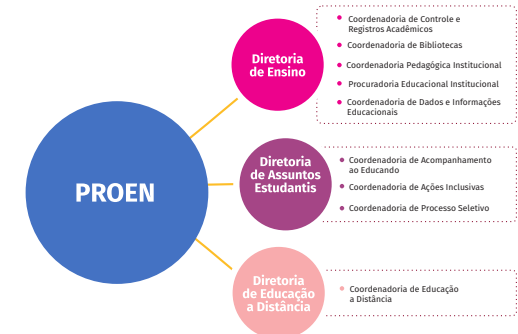 PROEN
Diretoria
de Ensino
Coordenadoria de Controle e
Registros Acadêmicos
Coordenadoria de Bibliotecas
Coordenadoria Pedagógica Institucional
Procuradoria Educacional Institucional
Coordenadoria de Dados e Informações
Educacionais
Diretoria
de Assuntos
Estudantis
Coordenadoria de Acompanhamento
ao Educando
Coordenadoria de Ações Inclusivas
Coordenadoria de Processo Seletivo
Diretoria
de Educação
a Distância
Coordenadoria de Educação
a Distância